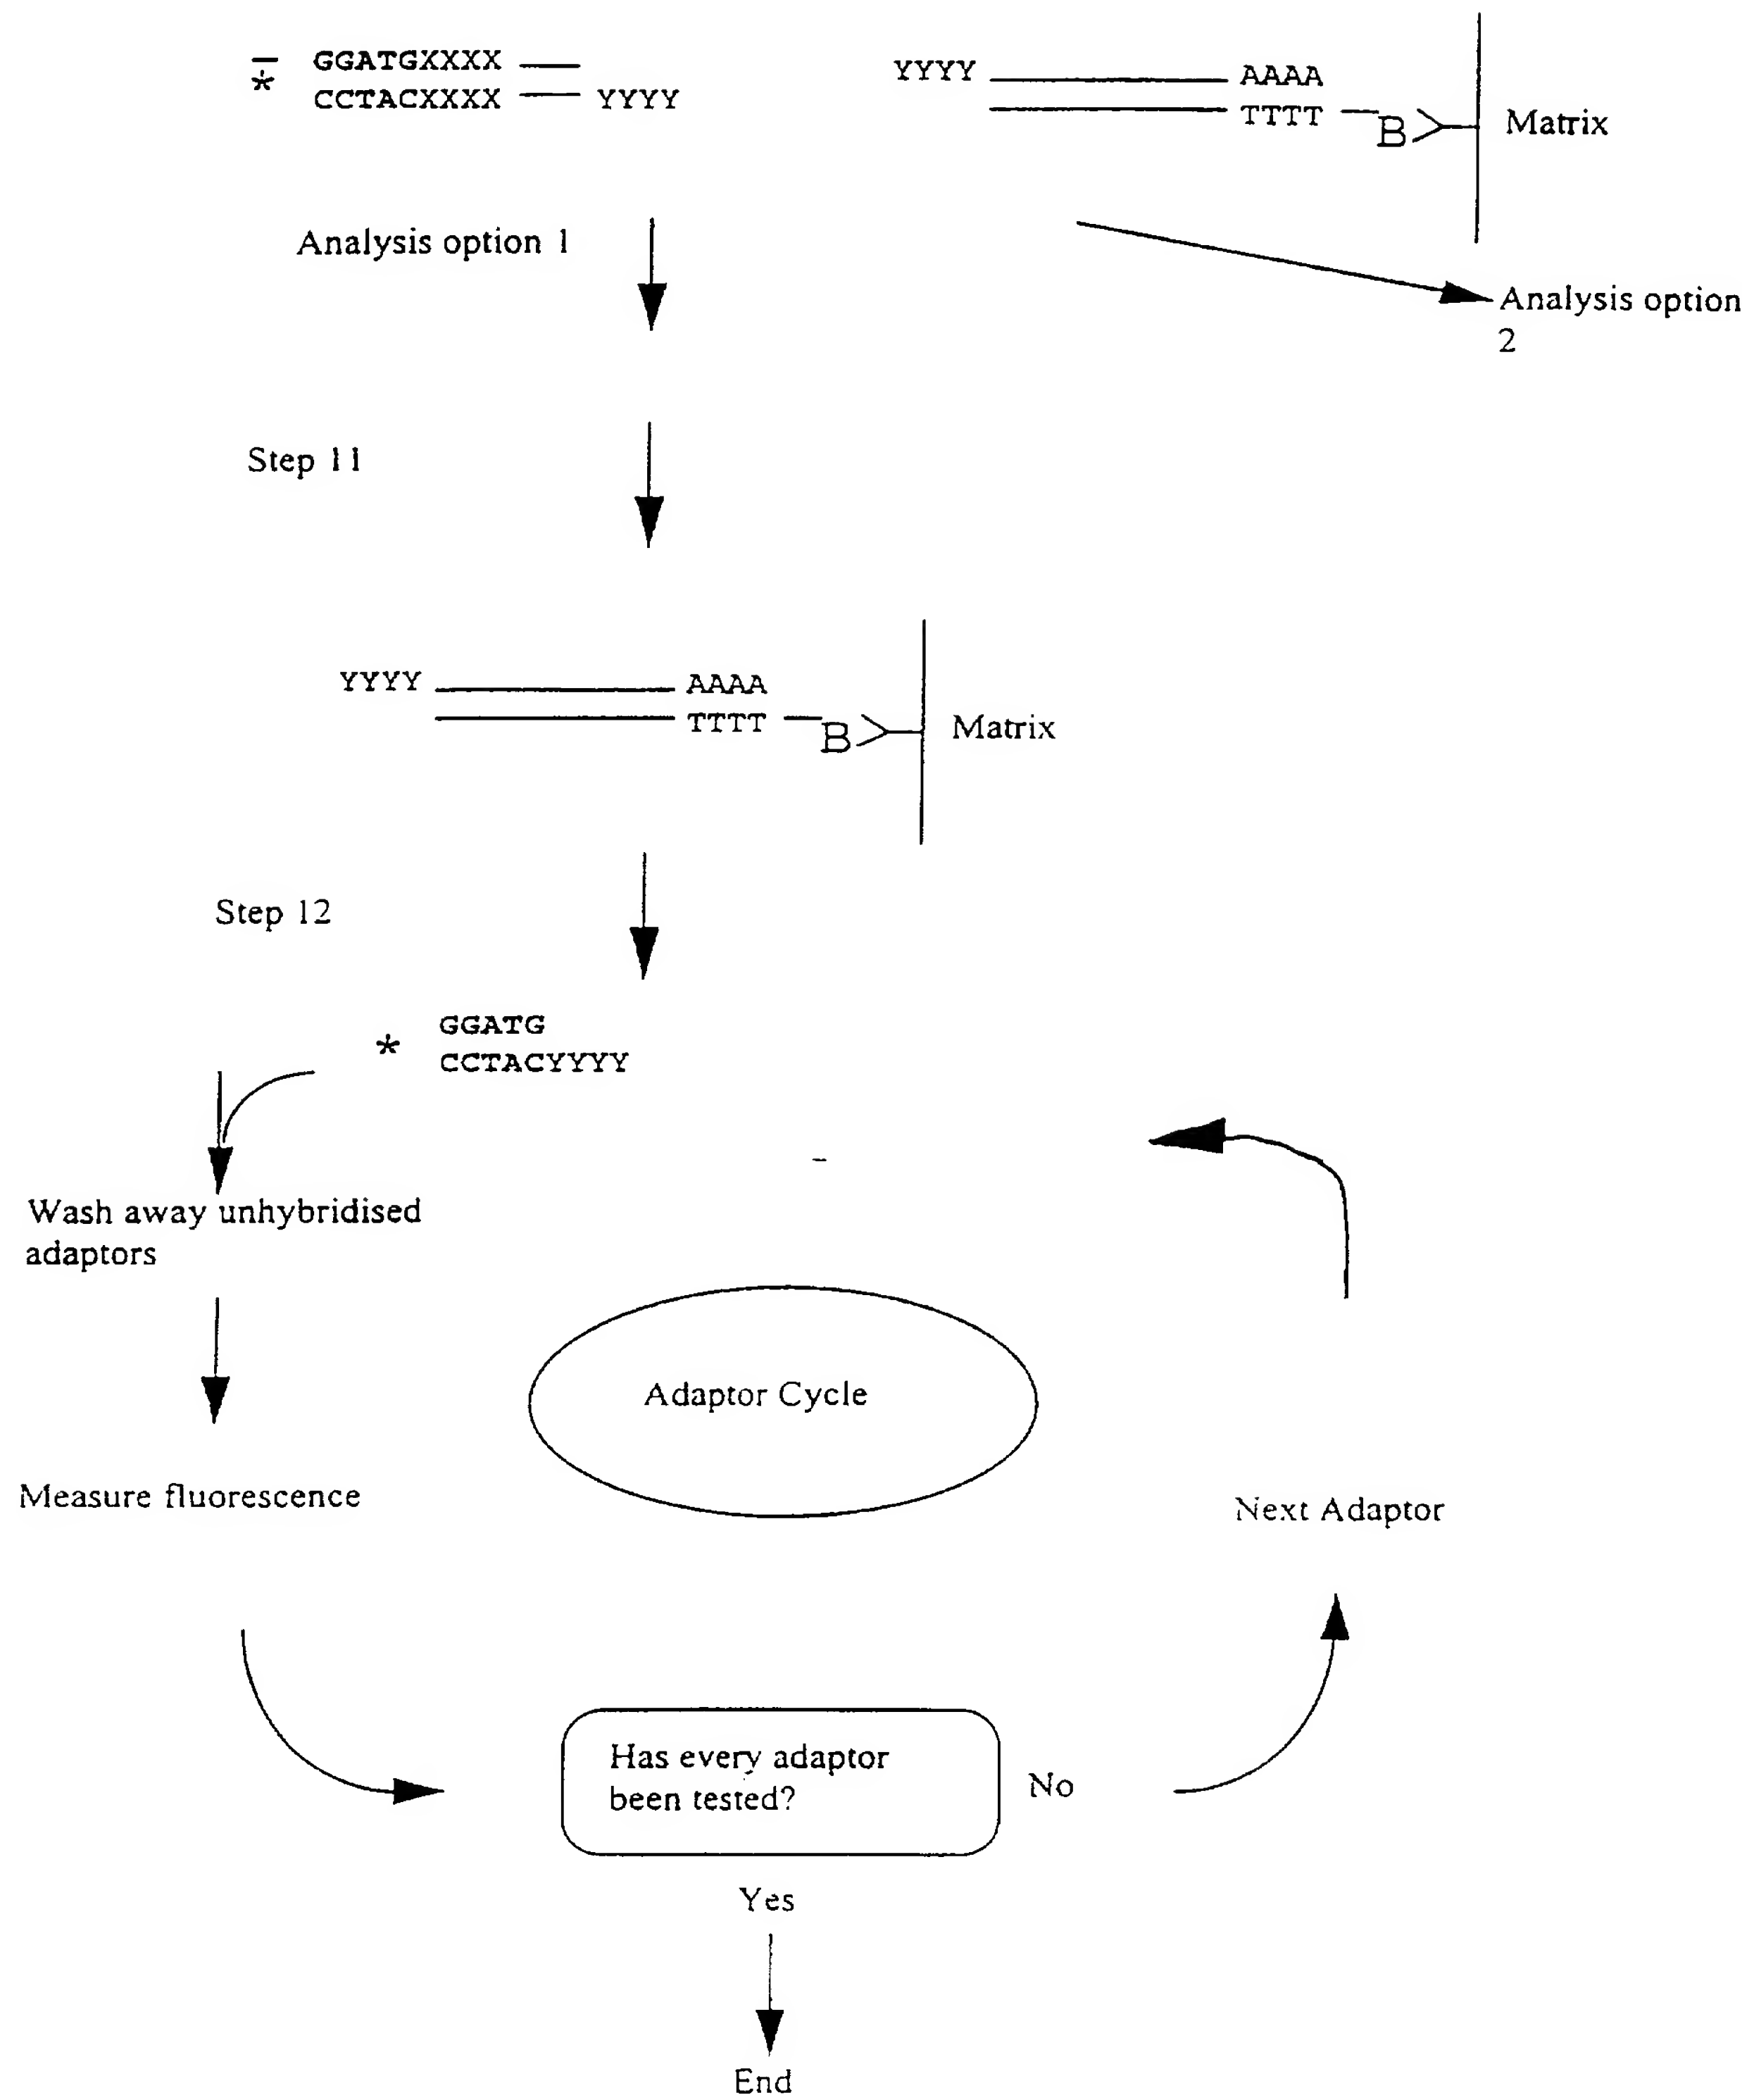 * GGATGXXXX
CCTACXXXX YYYY
YYYY AAAA
TTTT B Matrix
Analysis option 1
Analysis option
2
Step 11
YYYY AAAA
TTTT B Matrix
Step 12
* GGATG
CCTACYYYY
Wash away unhybridised
adaptors
Adaptor Cycle
Measure fluorescence
Next Adaptor
Has every adaptor
been tested?
No
Yes
End